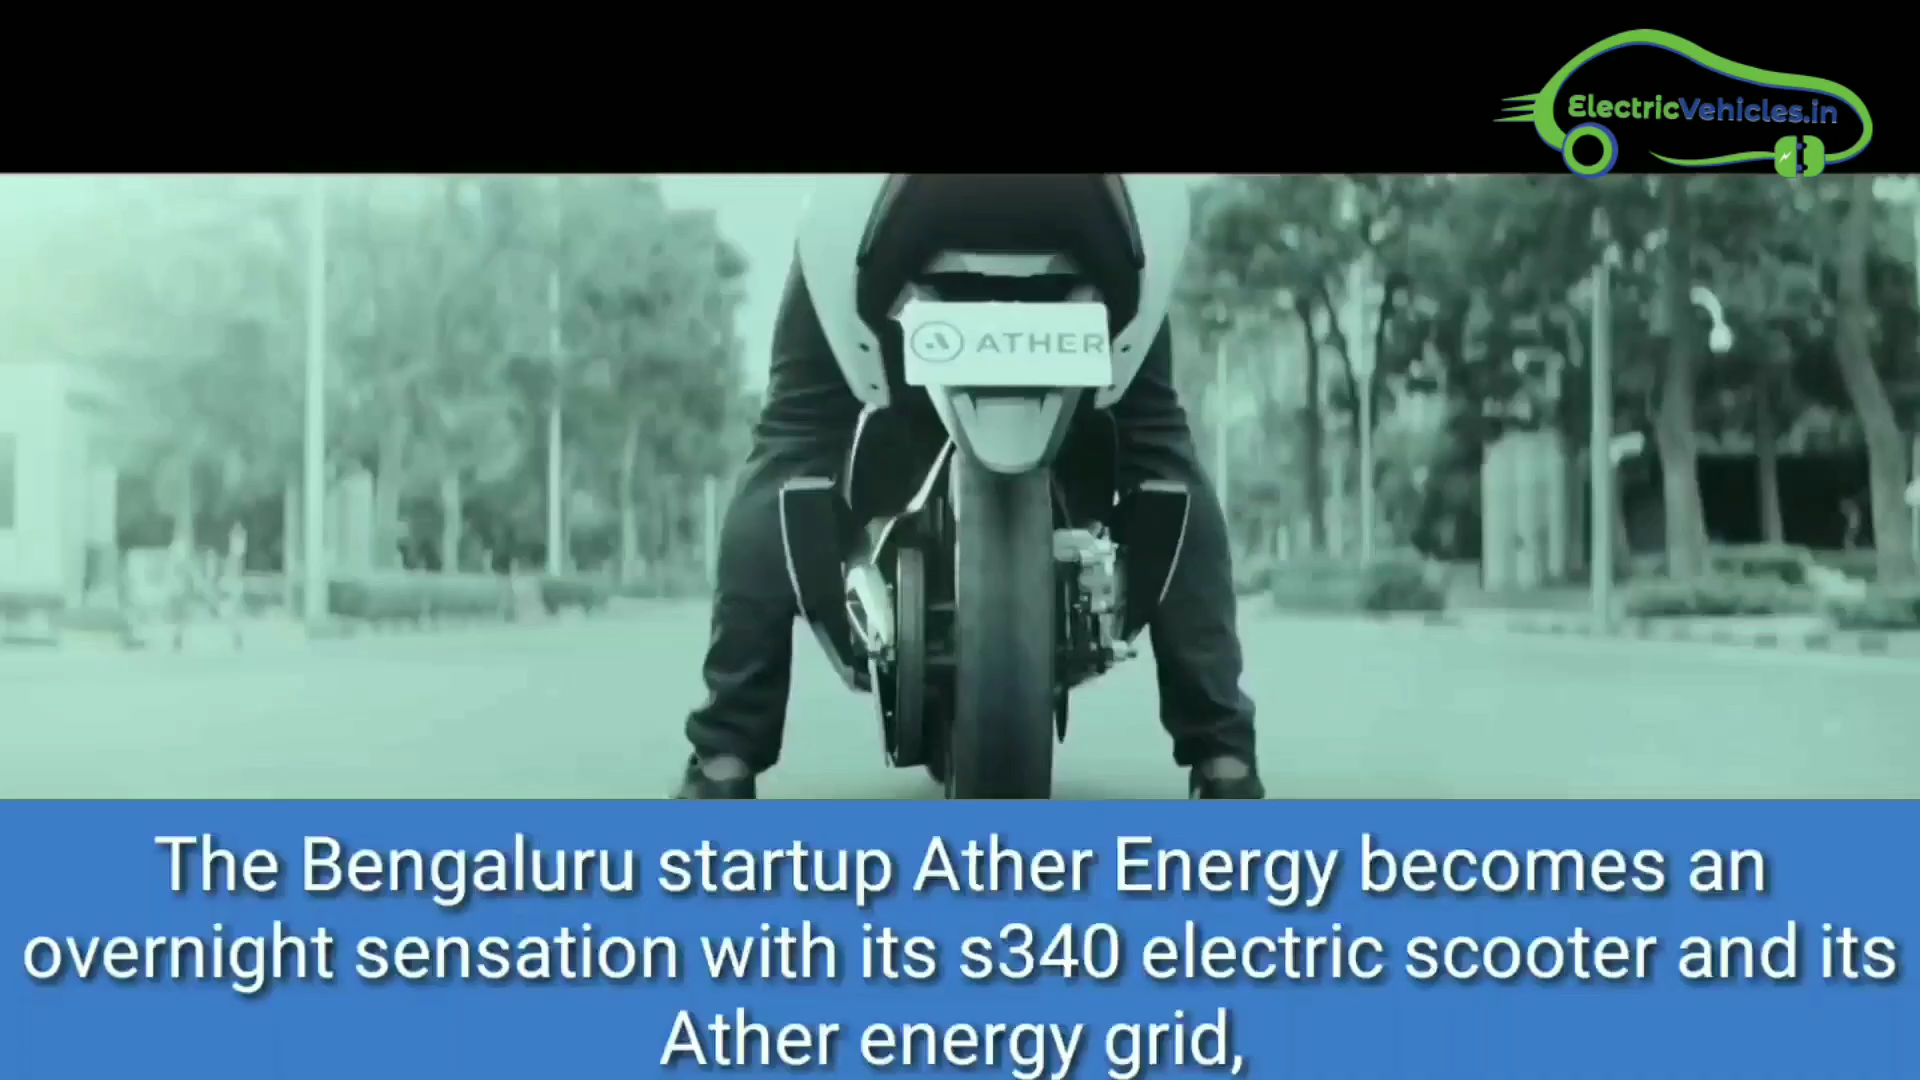 ElectricVehicles.in
ATHER
The Bengaluru startup Ather Energy becomes an
overnight sensation with its s340 electric scooter and its
Ather energy grid,